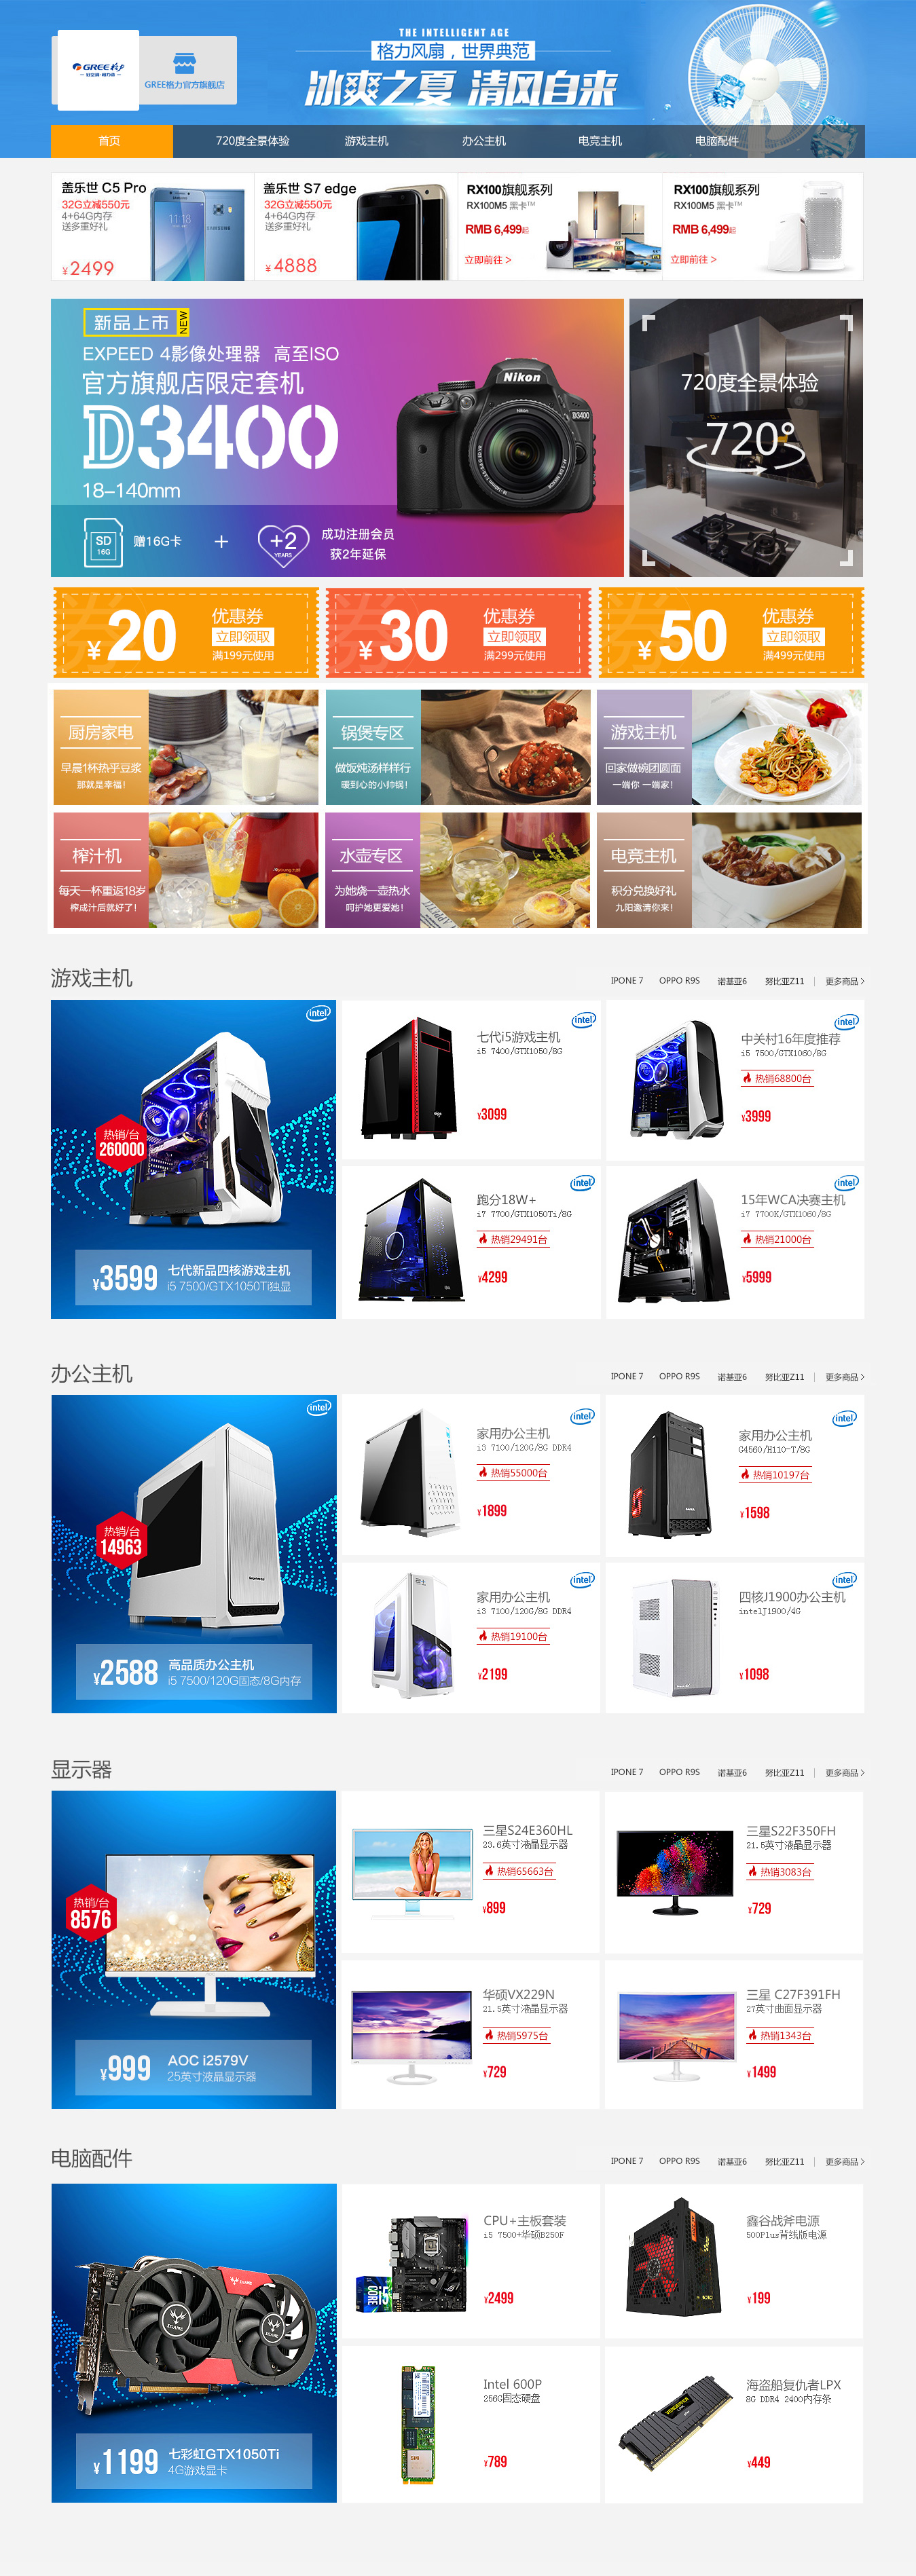 THE INTELLIGENT AGE
格力风扇，世界典范
冰爽之夏 清风自来
GREE格力
GREE格力官方旗舰店
首页 720度全景体验 游戏主机 办公主机 电竞主机 电脑配件
盖乐世 C5 Pro
32G立减550元
4+64G内存
送多重好礼
¥2499
盖乐世 S7 edge
32G立减550元
4+64G内存
送多重好礼
¥4888
RX100旗舰系列
RX100M5 黑卡™
RMB 6,499起
立即前往 >
RX100旗舰系列
RX100M5 黑卡™
RMB 6,499起
立即前往 >
新品上市 NEW
EXPEED 4影像处理器 高至ISO
官方旗舰店限定套机
D3400
18-140mm
SD 16G
赠16G卡
+
+2 YEARS
成功注册会员
获2年延保
Nikon
D3400
720度全景体验
720°
¥20
优惠券
立即领取
满199元使用
¥30
优惠券
立即领取
满299元使用
¥50
优惠券
立即领取
满499元使用
厨房家电
早晨1杯热乎豆浆
那就是幸福！
锅煲专区
做饭炖汤样样行
暖到心的小帅锅！
游戏主机
回家做碗团圆面
一端你 一端家！
榨汁机
每天一杯重返18岁
榨成汁后就好了！
水壶专区
为她烧一壶热水
呵护她更爱她！
电竞主机
积分兑换好礼
九阳邀请你来！
游戏主机
IPONE 7 OPPO R9S 诺基亚6 努比亚Z11 | 更多商品 >
intel
热销/台
260000
¥3599
七代新品四核游戏主机
i5 7500/GTX1050Ti独显
intel
七代i5游戏主机
i5 7400/GTX1050/8G
¥3099
intel
中关村16年度推荐
i5 7500/GTX1060/8G
热销68800台
¥3999
intel
跑分18W+
i7 7700/GTX1050Ti/8G
热销29491台
¥4299
intel
15年WCA决赛主机
i7 7700K/GTX1060/8G
热销21000台
¥5999
办公主机
IPONE 7 OPPO R9S 诺基亚6 努比亚Z11 | 更多商品 >
intel
热销/台
14963
¥2588
高品质办公主机
i5 7500/120G固态/8G内存
intel
家用办公主机
i3 7100/120G/8G DDR4
热销55000台
¥1899
intel
家用办公主机
G4560/H110-T/8G
热销10197台
¥1598
intel
家用办公主机
i3 7100/120G/8G DDR4
热销19100台
¥2199
intel
四核J1900办公主机
intelJ1900/4G
¥1098
显示器
IPONE 7 OPPO R9S 诺基亚6 努比亚Z11 | 更多商品 >
热销/台
8576
¥999
AOC i2579V
25英寸液晶显示器
三星S24E360HL
23.6英寸液晶显示器
热销65663台
¥899
三星S22F350FH
21.5英寸液晶显示器
热销3083台
¥729
华硕VX229N
21.5英寸液晶显示器
热销5975台
¥729
三星 C27F391FH
27英寸曲面显示器
热销1343台
¥1499
电脑配件
IPONE 7 OPPO R9S 诺基亚6 努比亚Z11 | 更多商品 >
¥1199
七彩虹GTX1050Ti
4G游戏显卡
CPU+主板套装
i5 7500+华硕B250F
¥2499
鑫谷战斧电源
500Plus背线版电源
¥199
Intel 600P
256G固态硬盘
¥789
海盗船复仇者LPX
8G DDR4 2400内存条
¥449